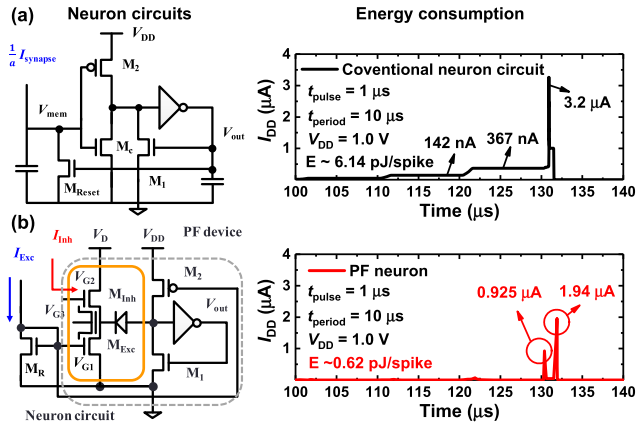 Neuron circuits
Energy consumption
(a)
V_DD
M_2
1/a I_synapse
V_mem
M_c
V_out
M_Reset
M_1
4
3
2
1
0
I_DD (μA)
Coventional neuron circuit
t_pulse = 1 μs
t_period = 10 μs
V_DD = 1.0 V
E ~ 6.14 pJ/spike
142 nA
367 nA
3.2 μA
100 105 110 115 120 125 130 135 140
Time (μs)
(b)
I_Inh
V_D
V_DD
PF device
I_Exc
V_G2
M_Inh
M_2
V_G3
V_out
M_Exc
M_R
V_G1
M_1
Neuron circuit
4
3
2
1
0
I_DD (μA)
PF neuron
t_pulse = 1 μs
t_period = 10 μs
V_DD = 1.0 V
E ~0.62 pJ/spike
0.925 μA
1.94 μA
100 105 110 115 120 125 130 135 140
Time (μs)